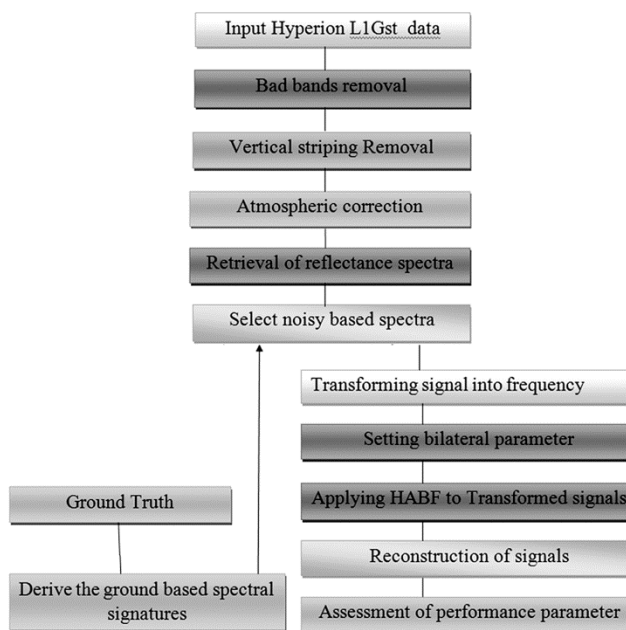 Input Hyperion L1Gst data
Bad bands removal
Vertical striping Removal
Atmospheric correction
Retrieval of reflectance spectra
Select noisy based spectra
Transforming signal into frequency
Setting bilateral parameter
Applying HABF to Transformed signals
Reconstruction of signals
Assessment of performance parameter
Ground Truth
Derive the ground based spectral
signatures